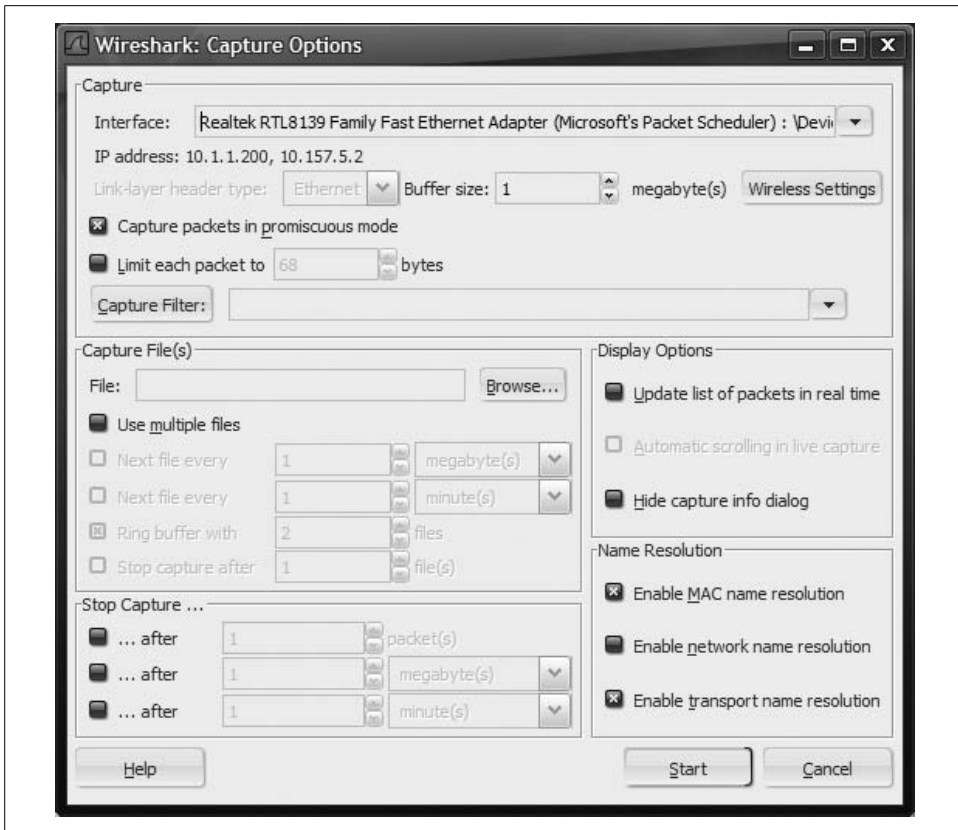 Wireshark: Capture Options
Capture
Interface: Realtek RTL8139 Family Fast Ethernet Adapter (Microsoft's Packet Scheduler) : \Devi
IP address: 10.1.1.200, 10.157.5.2
Link-layer header type: Ethernet Buffer size: 1 megabyte(s) Wireless Settings
Capture packets in promiscuous mode
Limit each packet to 68 bytes
Capture Filter:
Capture File(s)
File: Browse...
Use multiple files
Next file every 1 megabyte(s)
Next file every 1 minute(s)
Ring buffer with 2 files
Stop capture after 1 file(s)
Stop Capture ...
... after 1 packet(s)
... after 1 megabyte(s)
... after 1 minute(s)
Display Options
Update list of packets in real time
Automatic scrolling in live capture
Hide capture info dialog
Name Resolution
Enable MAC name resolution
Enable network name resolution
Enable transport name resolution
Help Start Cancel